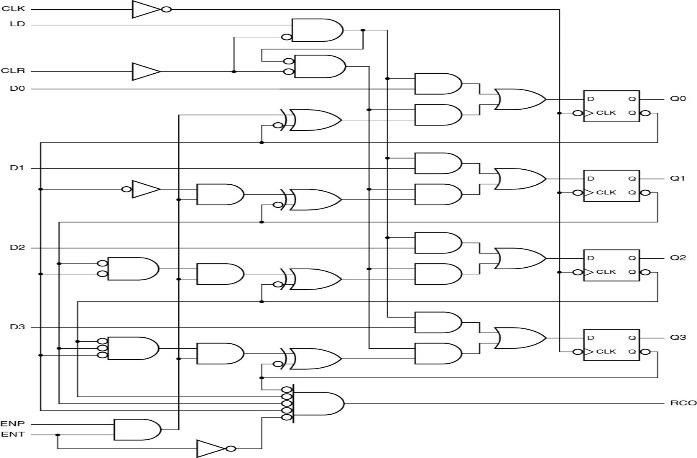 CLK
LD
CLR
D0
D Q Q0
CLK Q
D1
D Q Q1
CLK Q
D2
D Q Q2
CLK Q
D3
D Q Q3
CLK Q
RCO
ENP
ENT